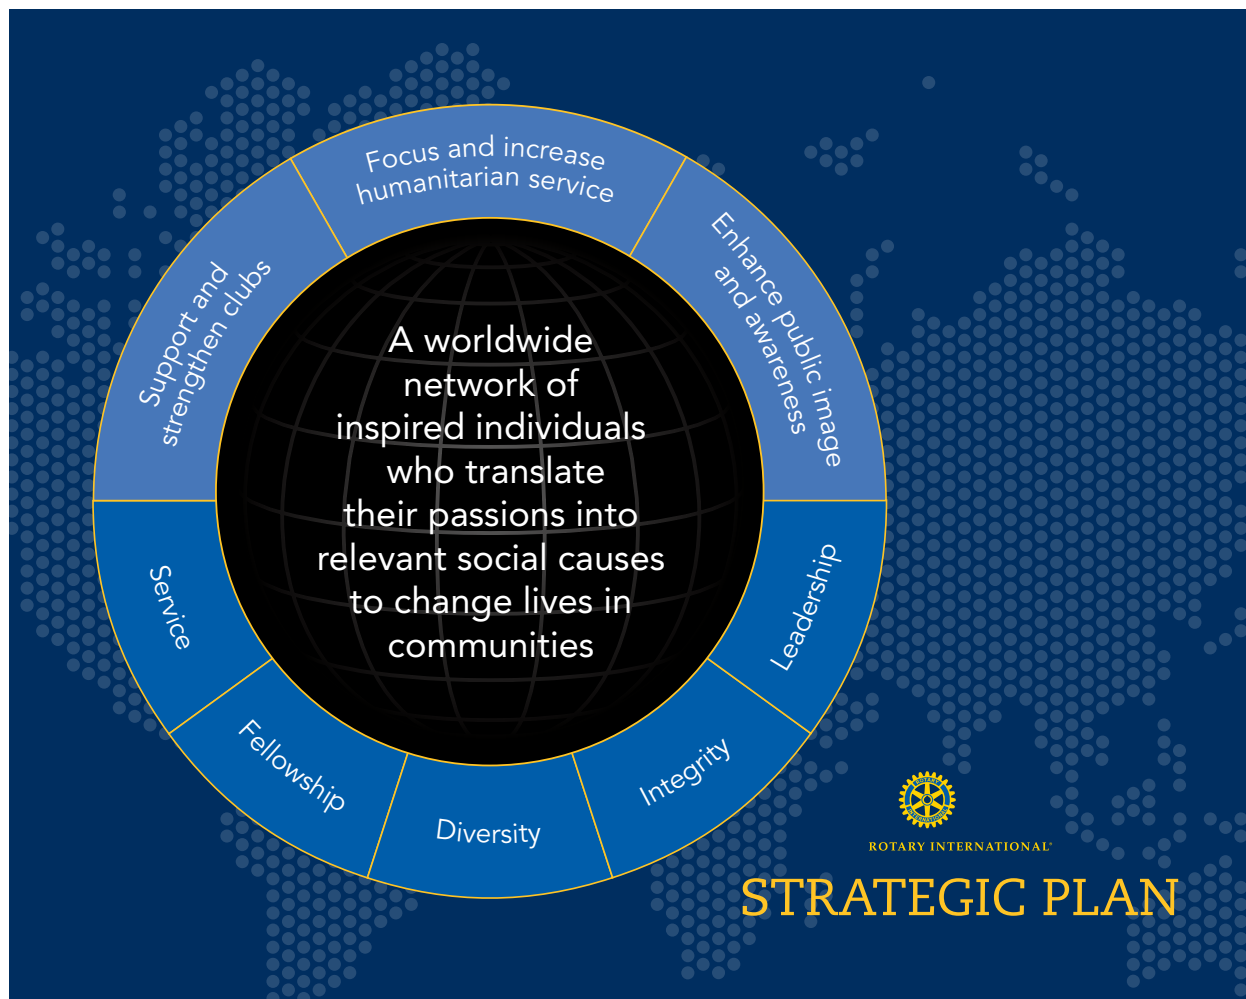 Focus and increase
humanitarian service
Support and
strengthen clubs
Enhance public image
and awareness
A worldwide
network of
inspired individuals
who translate
their passions into
relevant social causes
to change lives in
communities
Service
Fellowship
Diversity
Integrity
Leadership
ROTARY
INTERNATIONAL
ROTARY INTERNATIONAL®
STRATEGIC PLAN